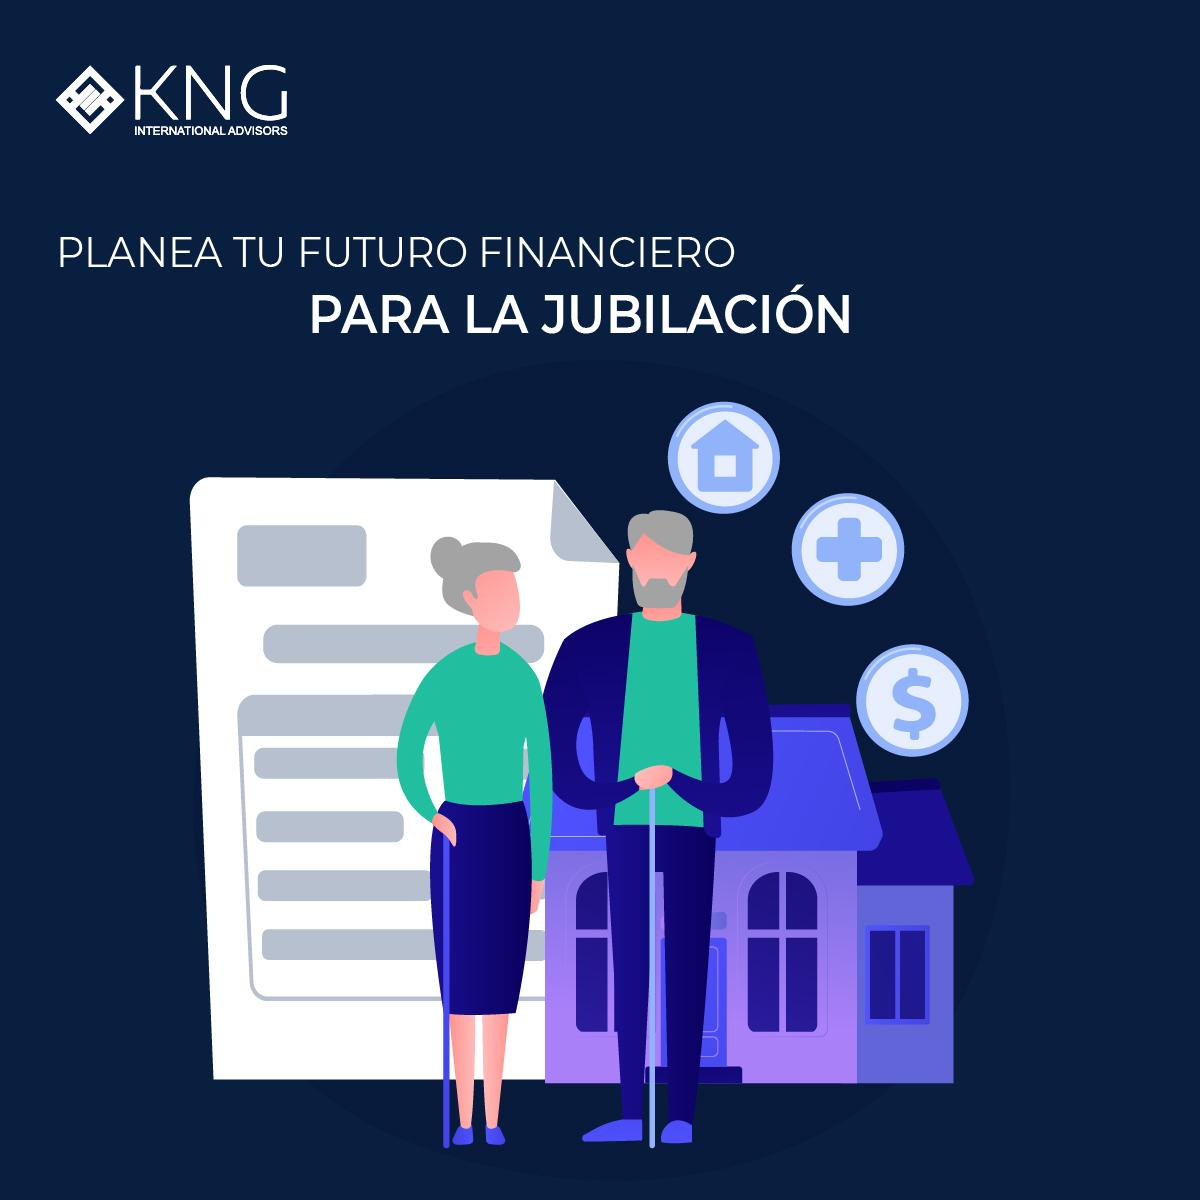 KNG
INTERNATIONAL ADVISORS
PLANEA TU FUTURO FINANCIERO
PARA LA JUBILACIÓN
$